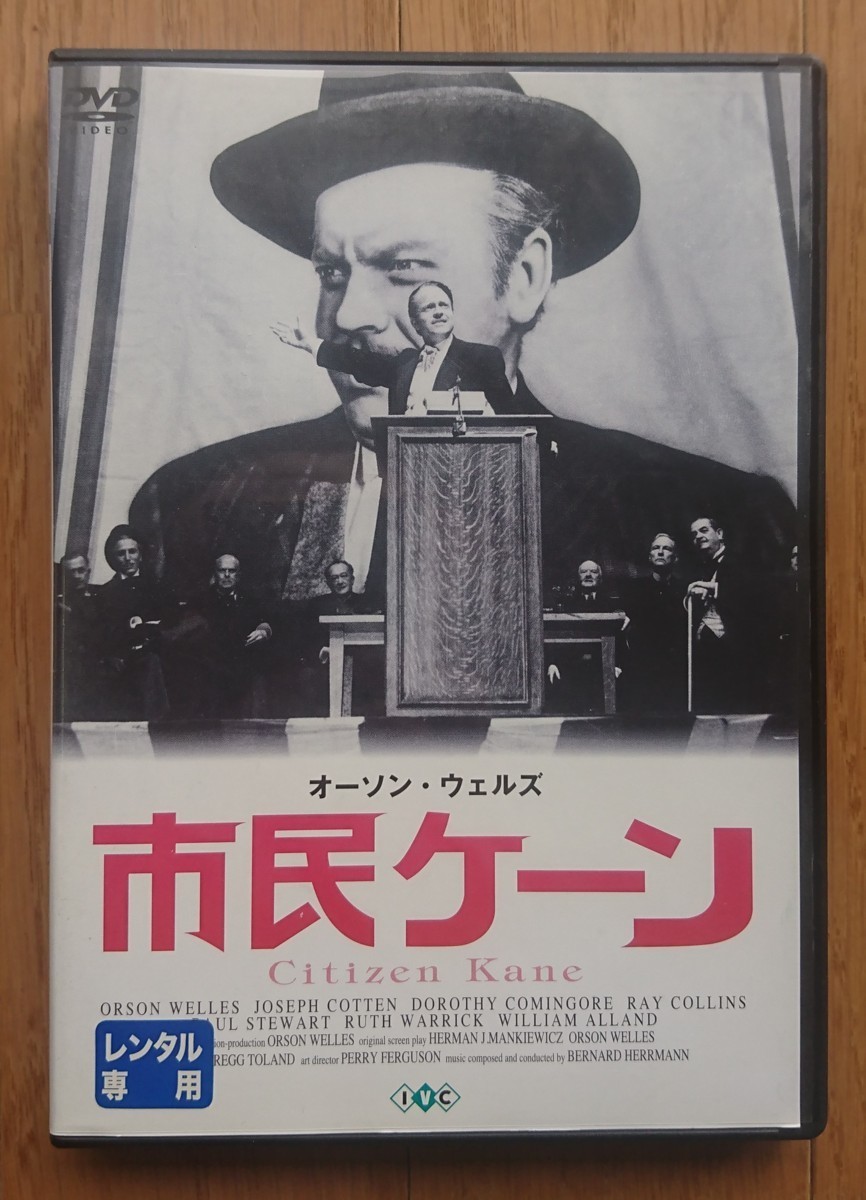 DVD
VIDEO
オーソン・ウェルズ
市民ケーン
Citizen Kane
ORSON WELLES JOSEPH COTTEN DOROTHY COMINGORE RAY COLLINS
STEWART RUTH WARRICK WILLIAM ALLAND
-production ORSON WELLES original screen play HERMAN J.MANKIEWICZ ORSON WELLES
GREGG TOLAND art director PERRY FERGUSON music composed and conducted by BERNARD HERRMANN
レンタル
専用
IVC